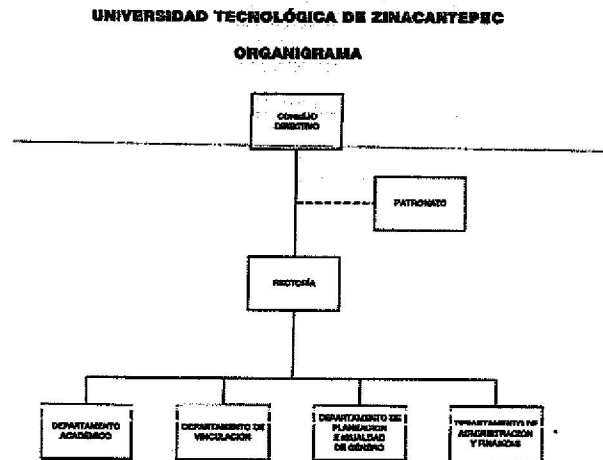 UNIVERSIDAD TECNOLÓGICA DE ZINACANTEPEC
ORGANIGRAMA
CONSEJO
DIRECTIVO
PATRONATO
RECTORÍA
DEPARTAMENTO
ACADÉMICO
DEPARTAMENTO DE
VINCULACIÓN
DEPARTAMENTO DE
PLANEACIÓN
E IGUALDAD
DE GÉNERO
DEPARTAMENTO DE
ADMINISTRACIÓN
Y FINANZAS